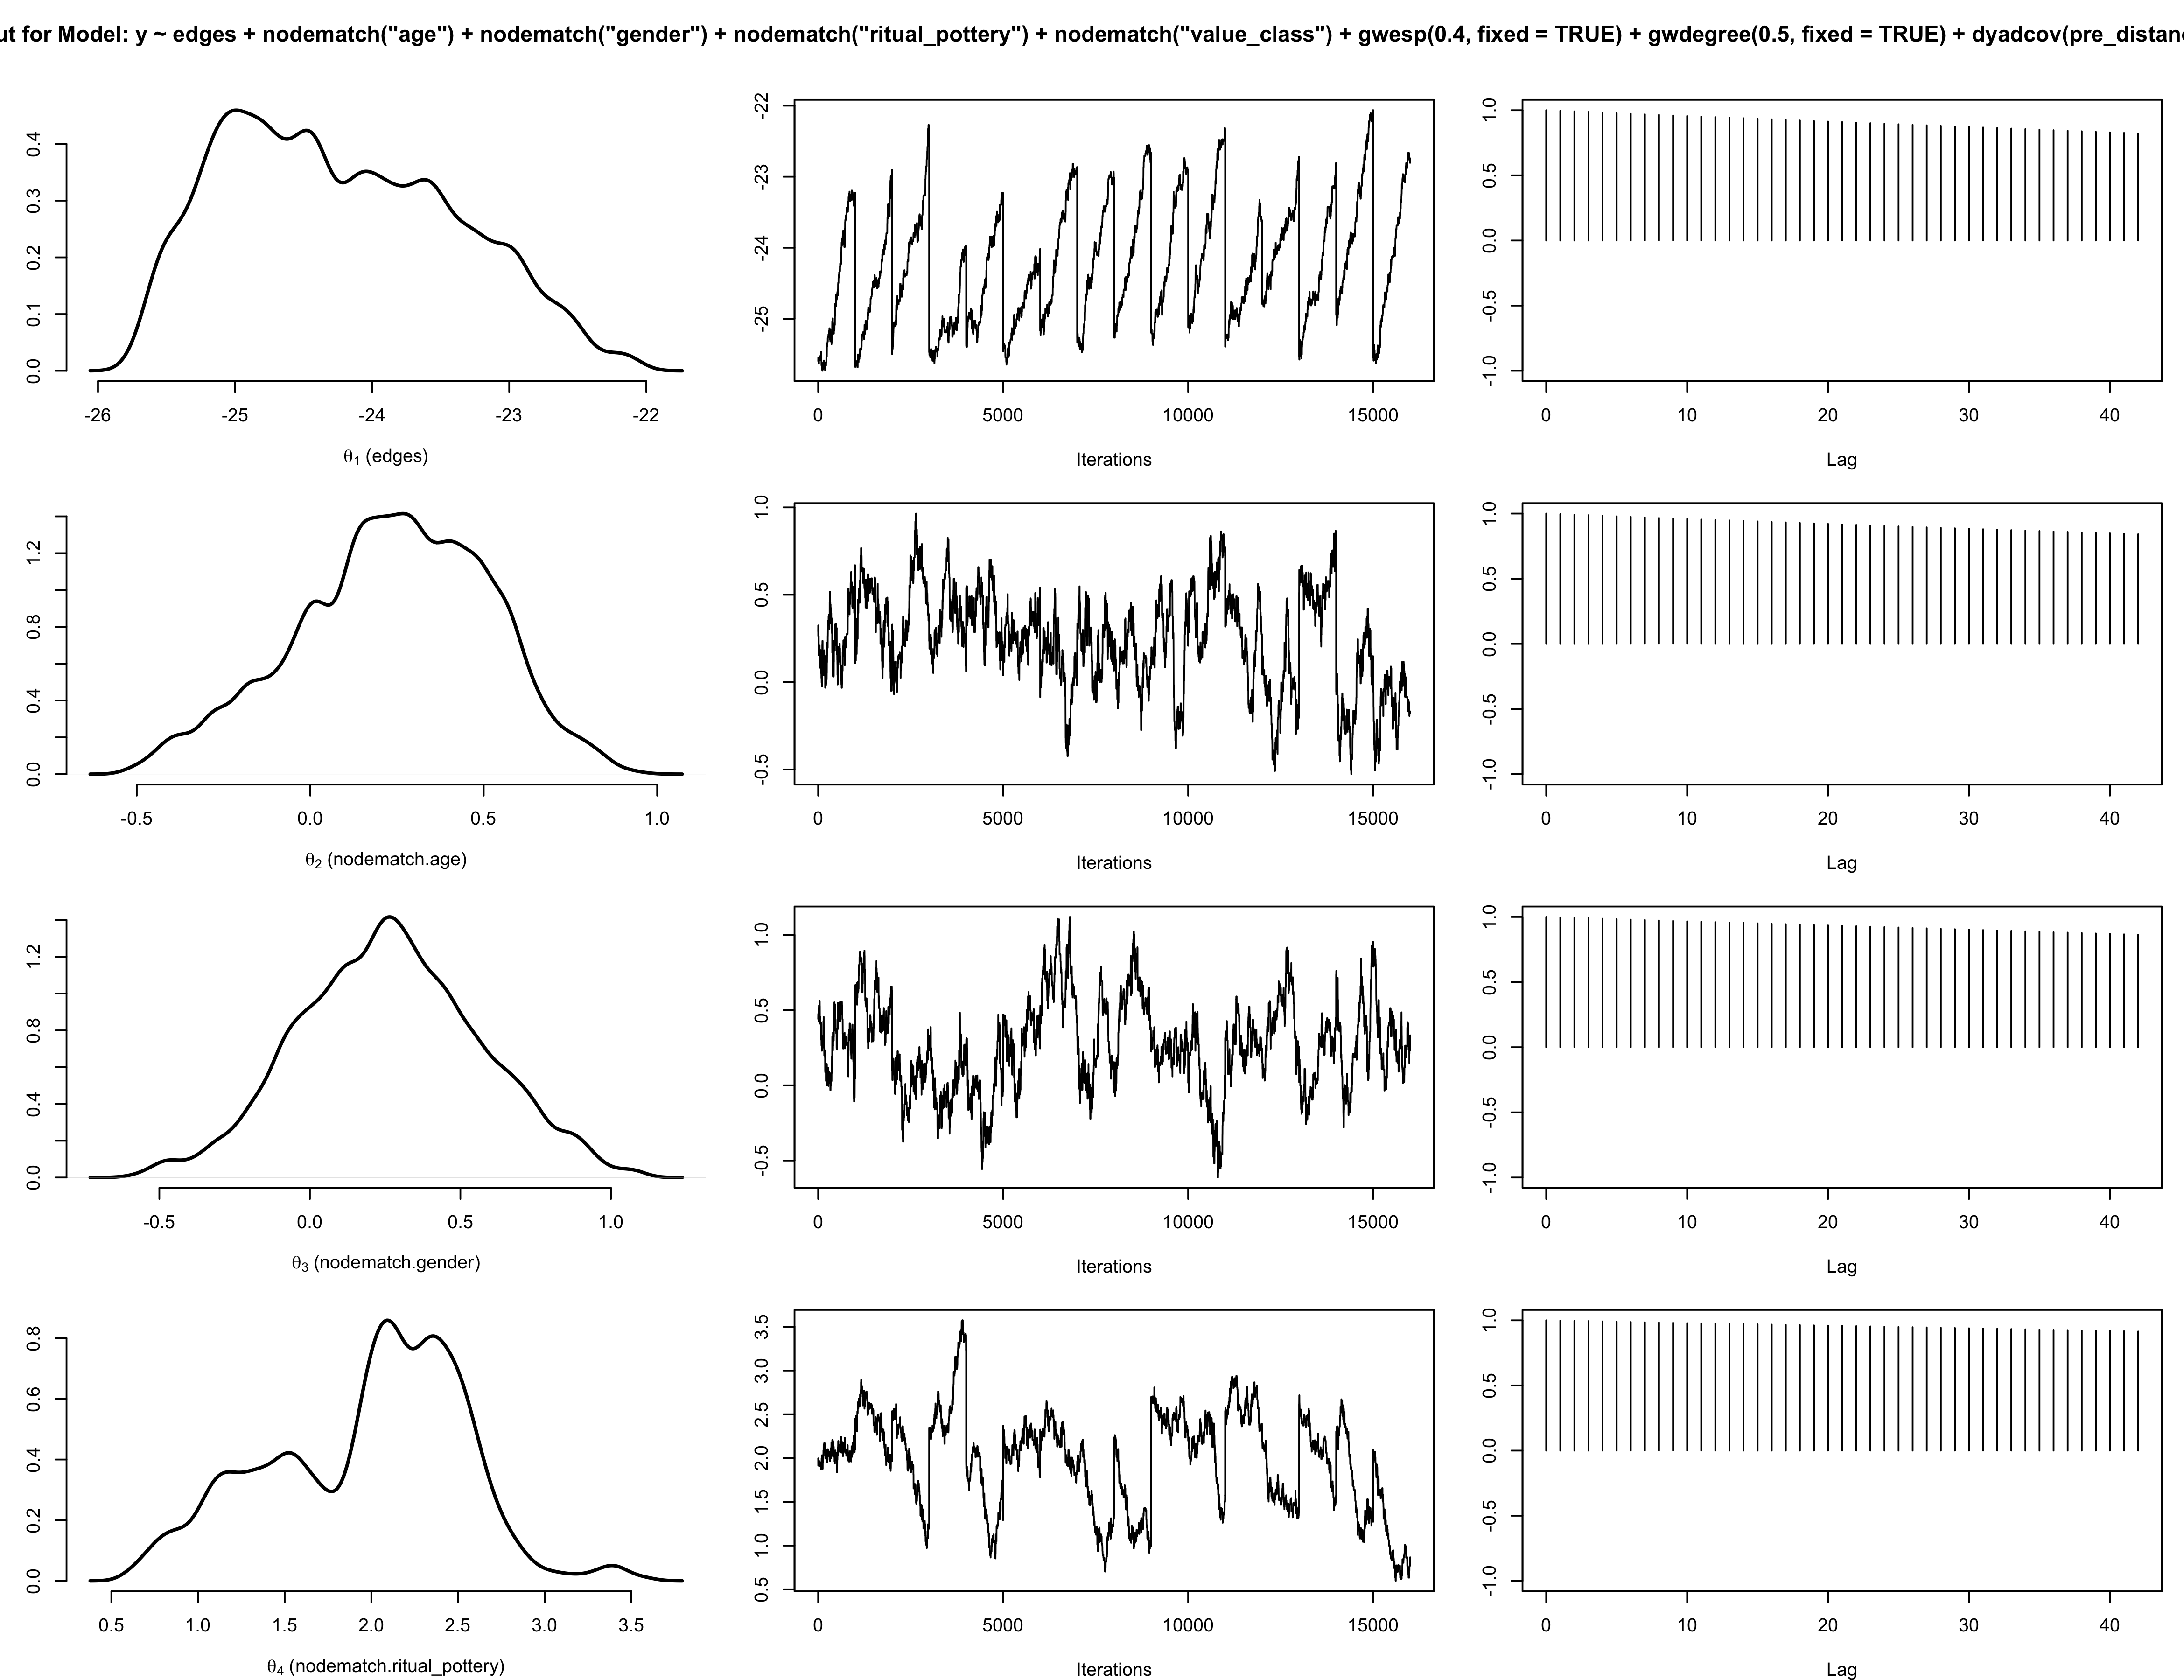 ut for Model: y ~ edges + nodematch("age") + nodematch("gender") + nodematch("ritual_pottery") + nodematch("value_class") + gwesp(0.4, fixed = TRUE) + gwdegree(0.5, fixed = TRUE) + dyadcov(pre_distanc
0.0 0.1 0.2 0.3 0.4
-26 -25 -24 -23 -22
θ1 (edges)
-25 -24 -23 -22
0 5000 10000 15000
Iterations
-1.0 -0.5 0.0 0.5 1.0
0 10 20 30 40
Lag
0.0 0.4 0.8 1.2
-0.5 0.0 0.5 1.0
θ2 (nodematch.age)
-0.5 0.0 0.5 1.0
0 5000 10000 15000
Iterations
-1.0 -0.5 0.0 0.5 1.0
0 10 20 30 40
Lag
0.0 0.4 0.8 1.2
-0.5 0.0 0.5 1.0
θ3 (nodematch.gender)
-0.5 0.0 0.5 1.0
0 5000 10000 15000
Iterations
-1.0 -0.5 0.0 0.5 1.0
0 10 20 30 40
Lag
0.0 0.2 0.4 0.6 0.8
0.5 1.0 1.5 2.0 2.5 3.0 3.5
θ4 (nodematch.ritual_pottery)
0.5 1.0 1.5 2.0 2.5 3.0 3.5
0 5000 10000 15000
Iterations
-1.0 -0.5 0.0 0.5 1.0
0 10 20 30 40
Lag